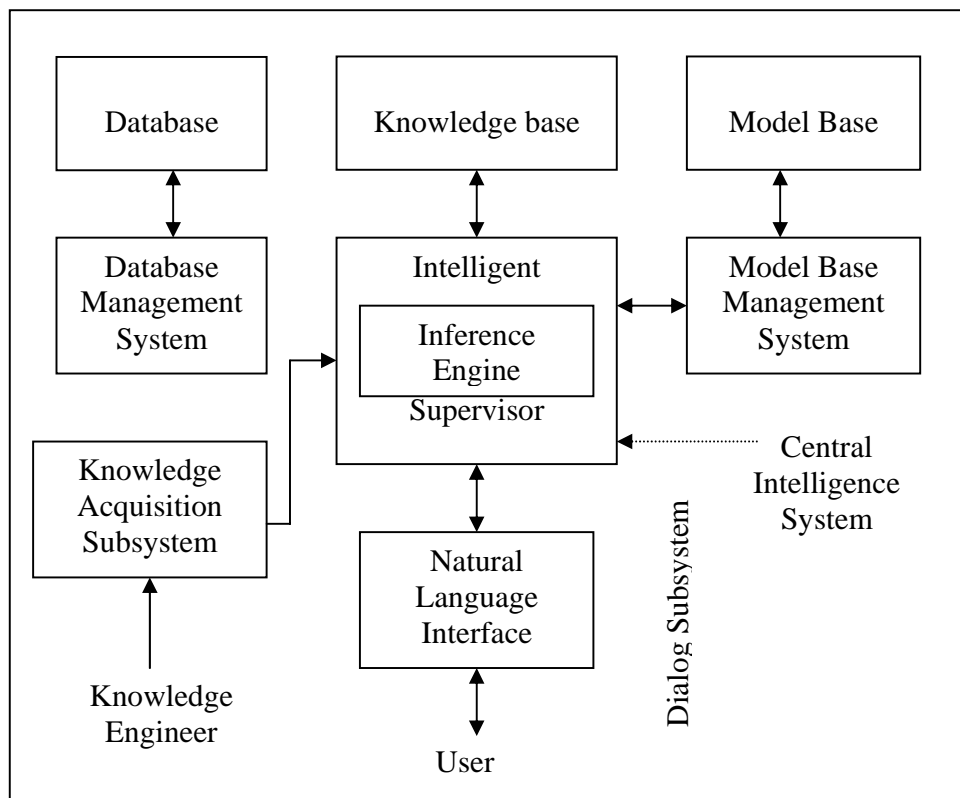 Database
Knowledge base
Model Base
Database
Management
System
Intelligent
Inference
Engine
Supervisor
Model Base
Management
System
Knowledge
Acquisition
Subsystem
Central
Intelligence
System
Natural
Language
Interface
Dialog Subsystem
Knowledge
Engineer
User